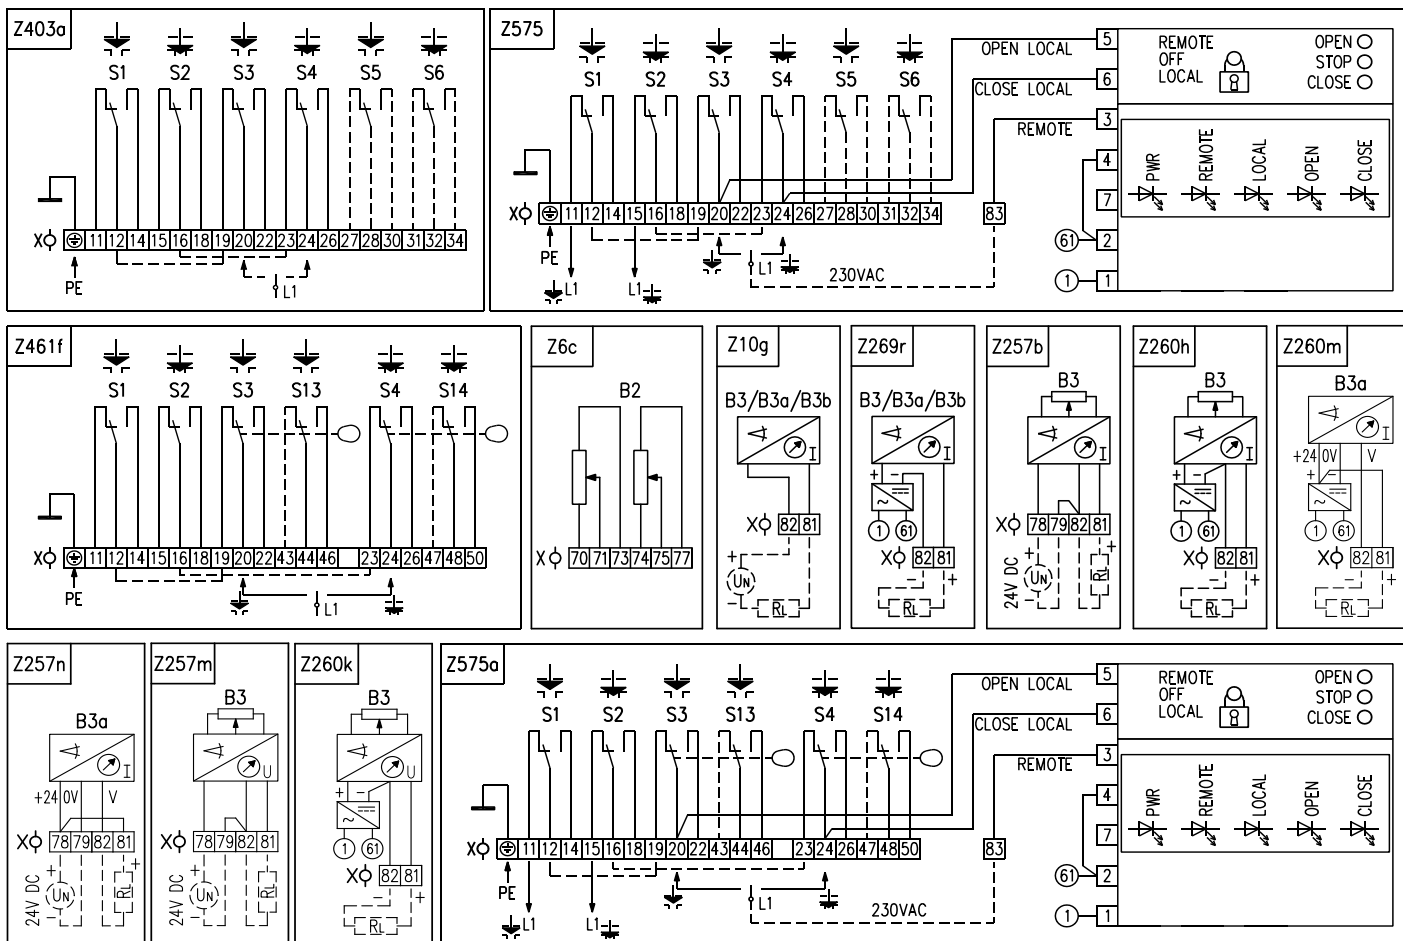 Z403a
S1 S2 S3 S4 S5 S6
X 11 12 14 15 16 18 19 20 22 23 24 26 27 28 30 31 32 34
PE
L1
Z575
S1 S2 S3 S4 S5 S6
X 11 12 14 15 16 18 19 20 22 23 24 26 27 28 30 31 32 34 83
PE
L1 L1 L1
230VAC
OPEN LOCAL
CLOSE LOCAL
REMOTE
5
6
3
4
7
61 2
1 1
REMOTE
OFF
LOCAL
OPEN
STOP
CLOSE
PWR
REMOTE
LOCAL
OPEN
CLOSE
Z461f
S1 S2 S3 S13 S4 S14
X 11 12 14 15 16 18 19 20 22 43 44 46 23 24 26 47 48 50
PE
L1
Z6c
B2
X 70 71 73 74 75 77
Z10g
B3/B3a/B3b
I
X 82 81
+
UN
-
RL
Z269r
B3/B3a/B3b
I
+ -
~
1 61
X 82 81
- +
RL
Z257b
B3
I
X 78 79 82 81
+ +
24V DC UN RL
- -
Z260h
B3
I
+ -
~
1 61
X 82 81
- +
RL
Z260m
B3a
I
+24 0V V
+ -
~
1 61
X 82 81
- +
RL
Z257n
B3a
I
+24 0V V
X 78 79 82 81
+ +
24V DC UN RL
- -
Z257m
B3
U
X 78 79 82 81
+ +
24V DC UN RL
- -
Z260k
B3
U
+ -
~
1 61
X 82 81
- +
RL
Z575a
S1 S2 S3 S13 S4 S14
X 11 12 14 15 16 18 19 20 22 43 44 46 23 24 26 47 48 50 83
PE
L1 L1 L1
230VAC
OPEN LOCAL
CLOSE LOCAL
REMOTE
5
6
3
4
7
61 2
1 1
REMOTE
OFF
LOCAL
OPEN
STOP
CLOSE
PWR
REMOTE
LOCAL
OPEN
CLOSE